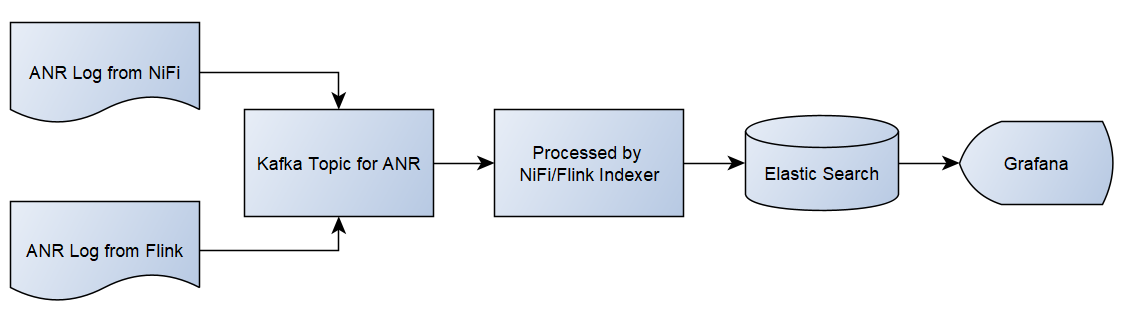 ANR Log from NiFi
ANR Log from Flink
Kafka Topic for ANR
Processed by
NiFi/Flink Indexer
Elastic Search
Grafana